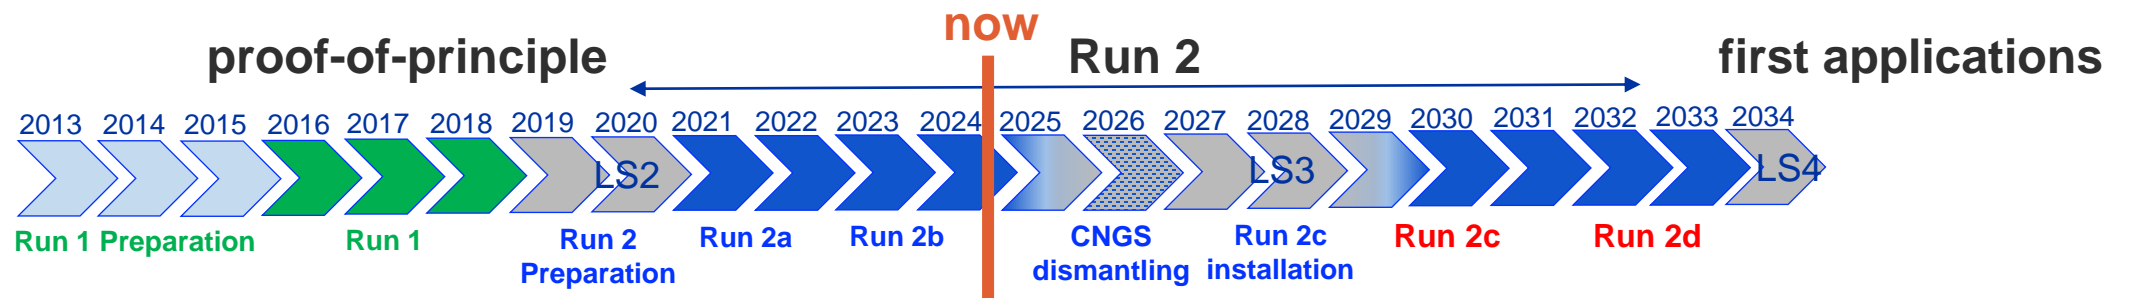 now
proof-of-principle Run 2 first applications
2013 2014 2015 2016 2017 2018 2019 2020 2021 2022 2023 2024 2025 2026 2027 2028 2029 2030 2031 2032 2033 2034
LS2 LS3 LS4
Run 1 Preparation Run 1 Run 2 Run 2a Run 2b CNGS Run 2c Run 2c Run 2d
Preparation dismantling installation